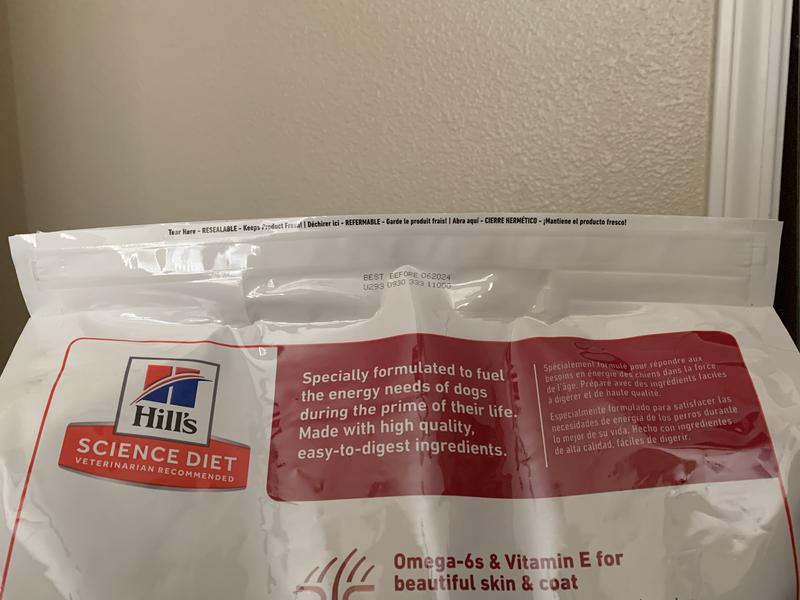 Tear Here - RESEALABLE - Keeps Product Fresh! | Déchirer ici - REFERMABLE - Garde le produit frais! | Abra aquí - CIERRE HERMÉTICO - ¡Mantiene el producto fresco!
BEST BEFORE 062024
U293 0930 333 11000
Hill's
SCIENCE DIET
VETERINARIAN RECOMMENDED
Specially formulated to fuel
the energy needs of dogs
during the prime of their life.
Made with high quality,
easy-to-digest ingredients.
Spécialement formulé pour répondre aux
besoins en énergie des chiens dans la force
de l'âge. Préparé avec des ingrédients faciles
à digérer et de haute qualité.
Especialmente formulado para satisfacer las
necesidades de energía de los perros durante
lo mejor de su vida. Hecho con ingredientes
de alta calidad, fáciles de digerir.
Omega-6s & Vitamin E for
beautiful skin & coat